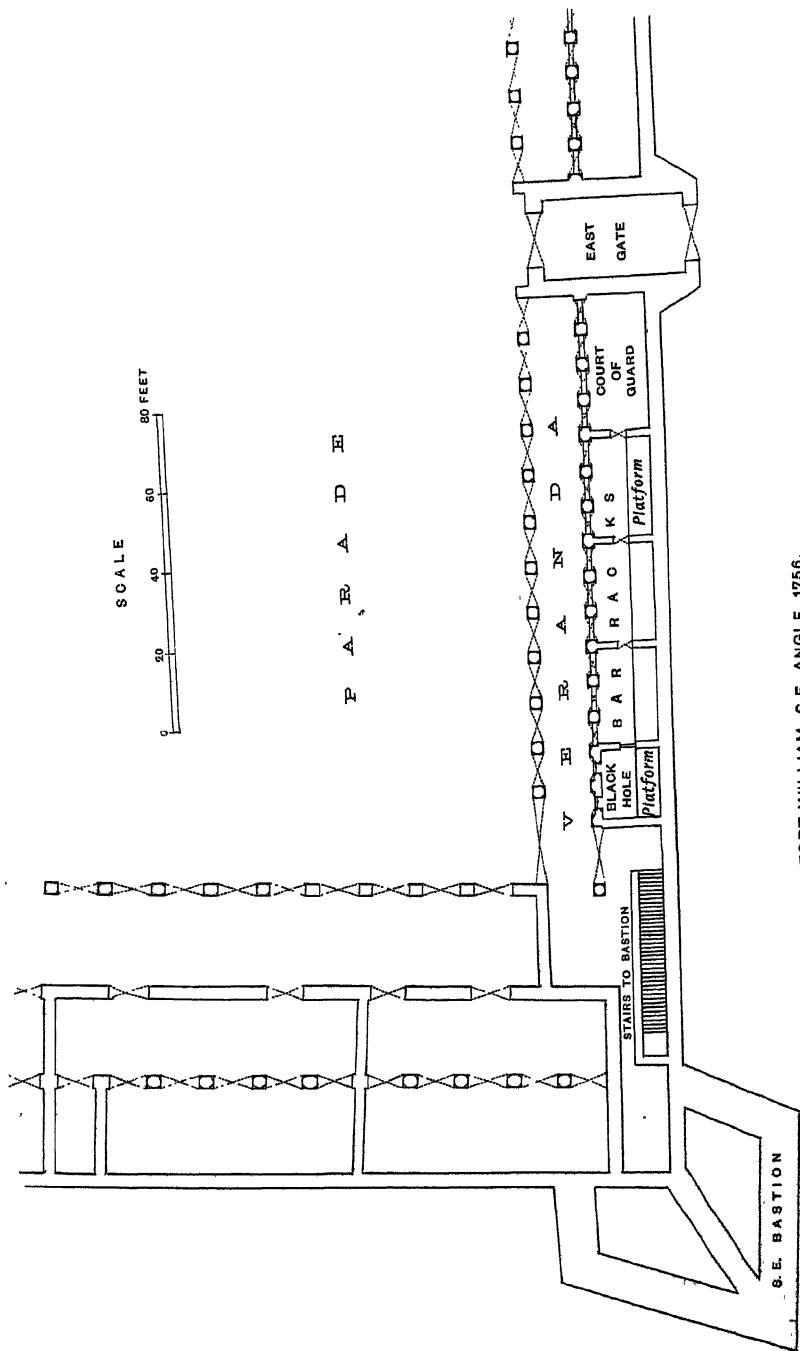 SCALE
0 20 40 60 80 FEET
PARADE
VERANDA
EAST
GATE
COURT
OF
GUARD
BARRACKS
Platform
BLACK
HOLE
Platform
STAIRS TO BASTION
S.E. BASTION
FORT WILLIAM, S.E. ANGLE, 1756.